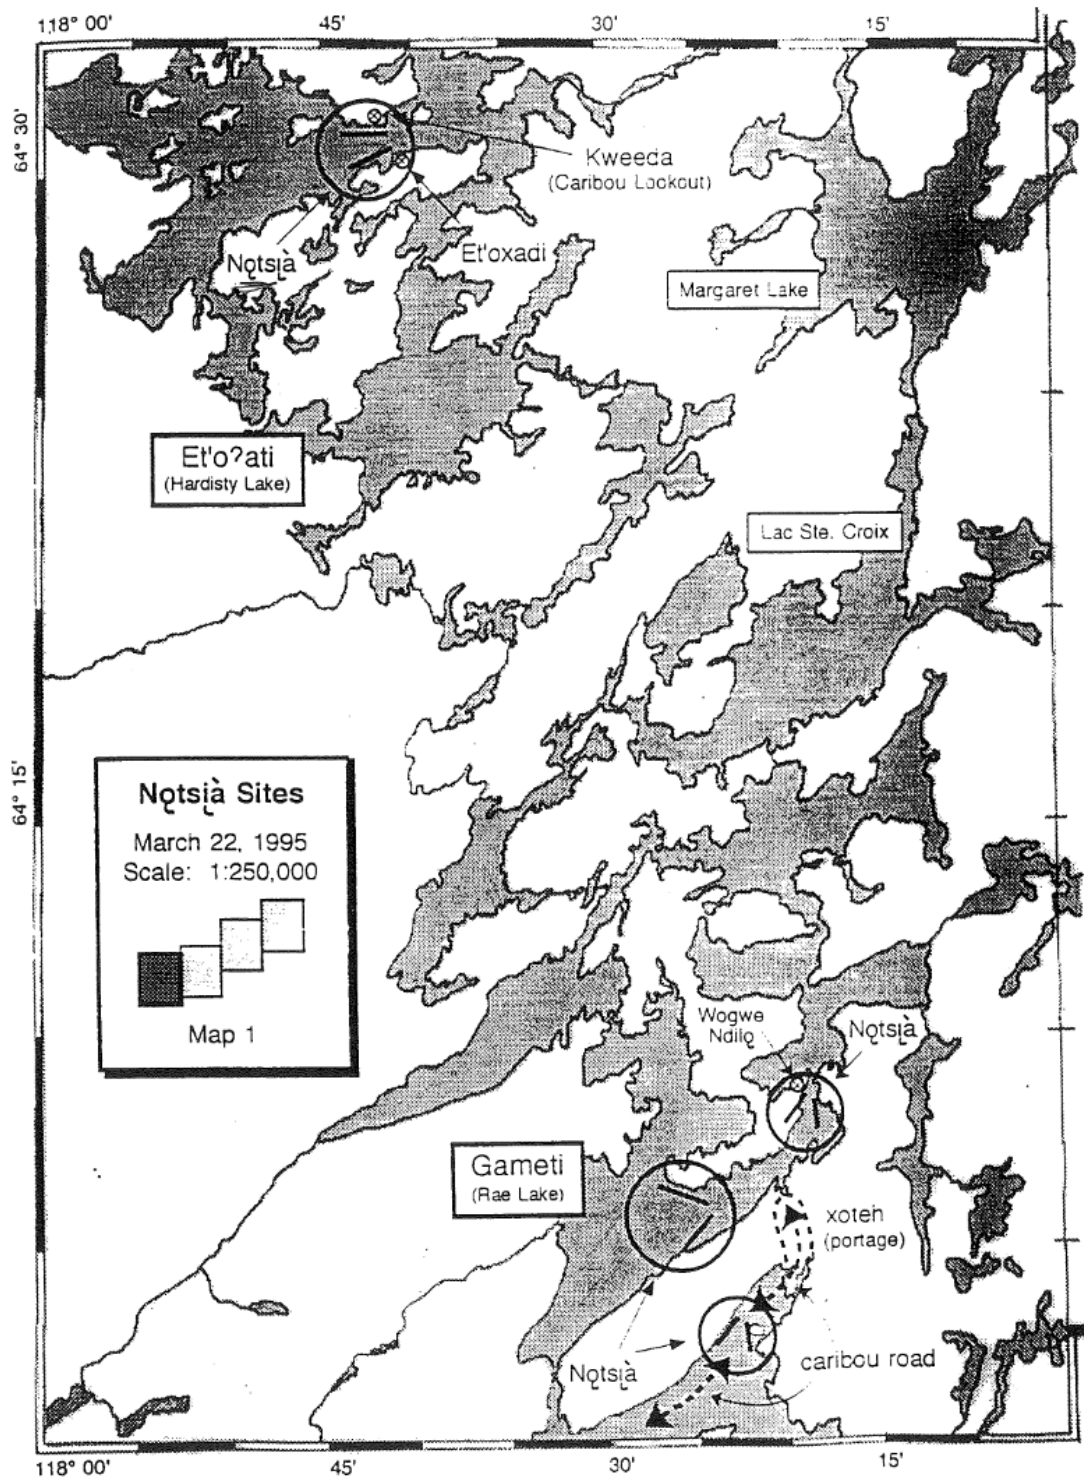 118° 00'
45'
30'
15'
64° 30'
Kweeɑa
(Caribou Lookout)
Nǫtsı̨̀à
Et'oxadi
Margaret Lake
Et'oʔati
(Hardisty Lake)
Lac Ste. Croix
64° 15'
Nǫtsı̨̀à Sites
March 22, 1995
Scale: 1:250,000
Map 1
Wogwe
Ndilǫ
Nǫtsı̨̀à
Gameti
(Rae Lake)
xoteh
(portage)
Nǫtsı̨̀à
caribou road
118° 00'
45'
30'
15'